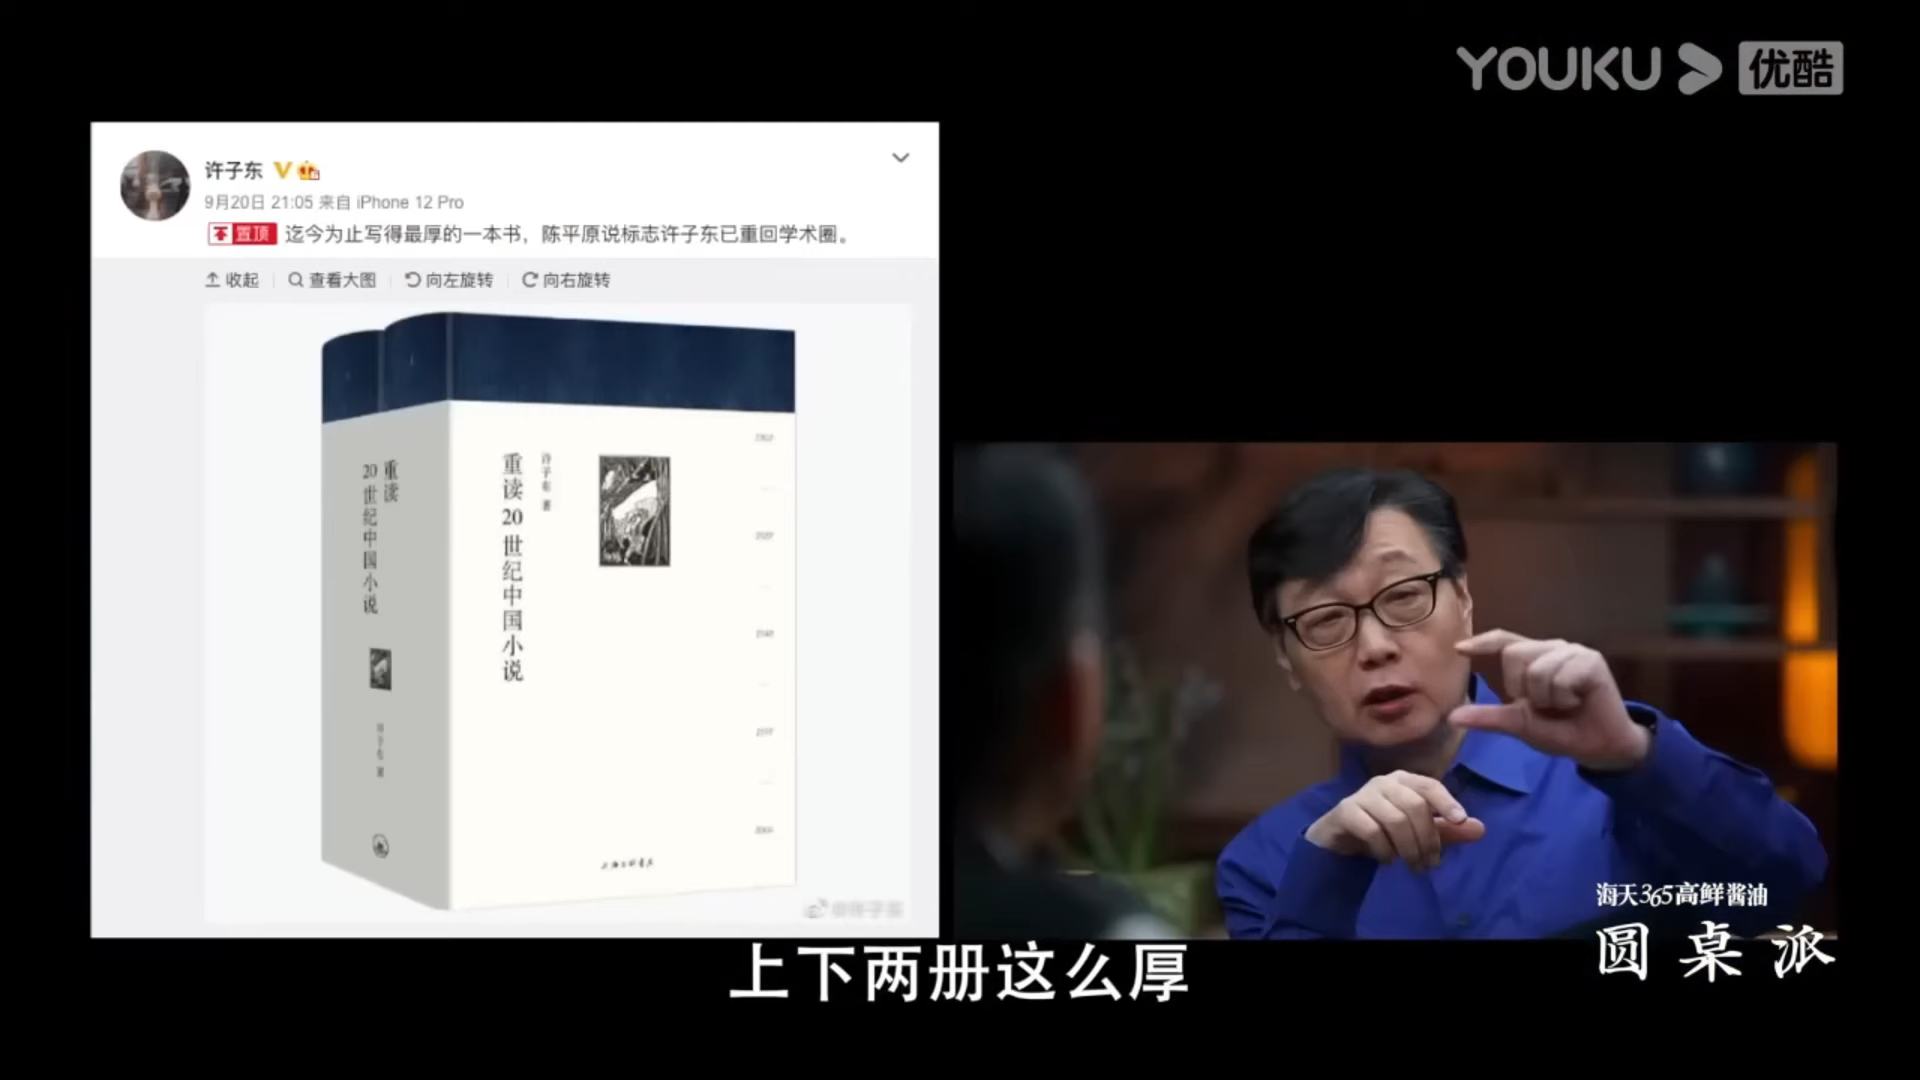 YOUKU 优酷
许子东
9月20日 21:05 来自 iPhone 12 Pro
置顶 迄今为止写得最厚的一本书，陈平原说标志许子东已重回学术圈。
收起 查看大图 向左旋转 向右旋转
重读
20世纪中国小说
许子东 著
重读20世纪中国小说
许子东 著
海天365高鲜酱油
圆桌派
上下两册这么厚